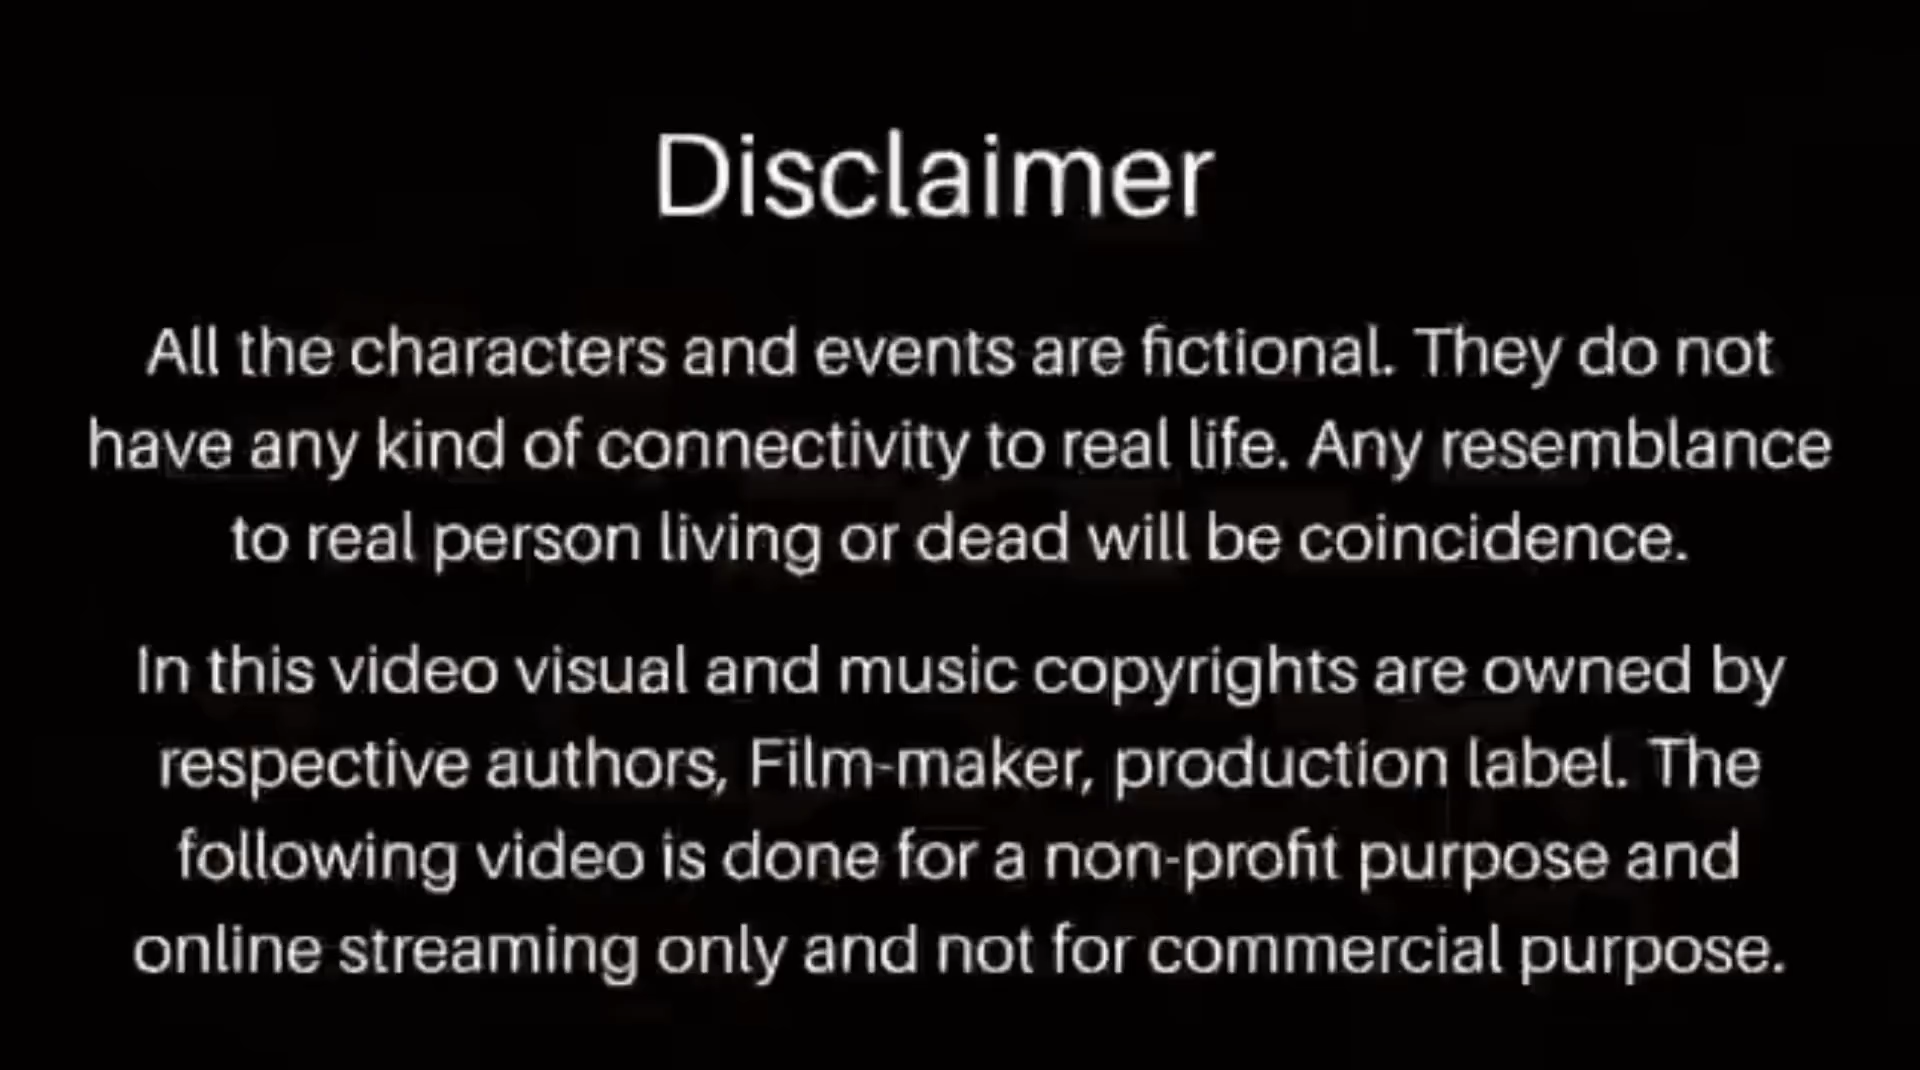 Disclaimer
All the characters and events are fictional. They do not
have any kind of connectivity to real life. Any resemblance
to real person living or dead will be coincidence.
In this video visual and music copyrights are owned by
respective authors, Film-maker, production label. The
following video is done for a non-profit purpose and
online streaming only and not for commercial purpose.